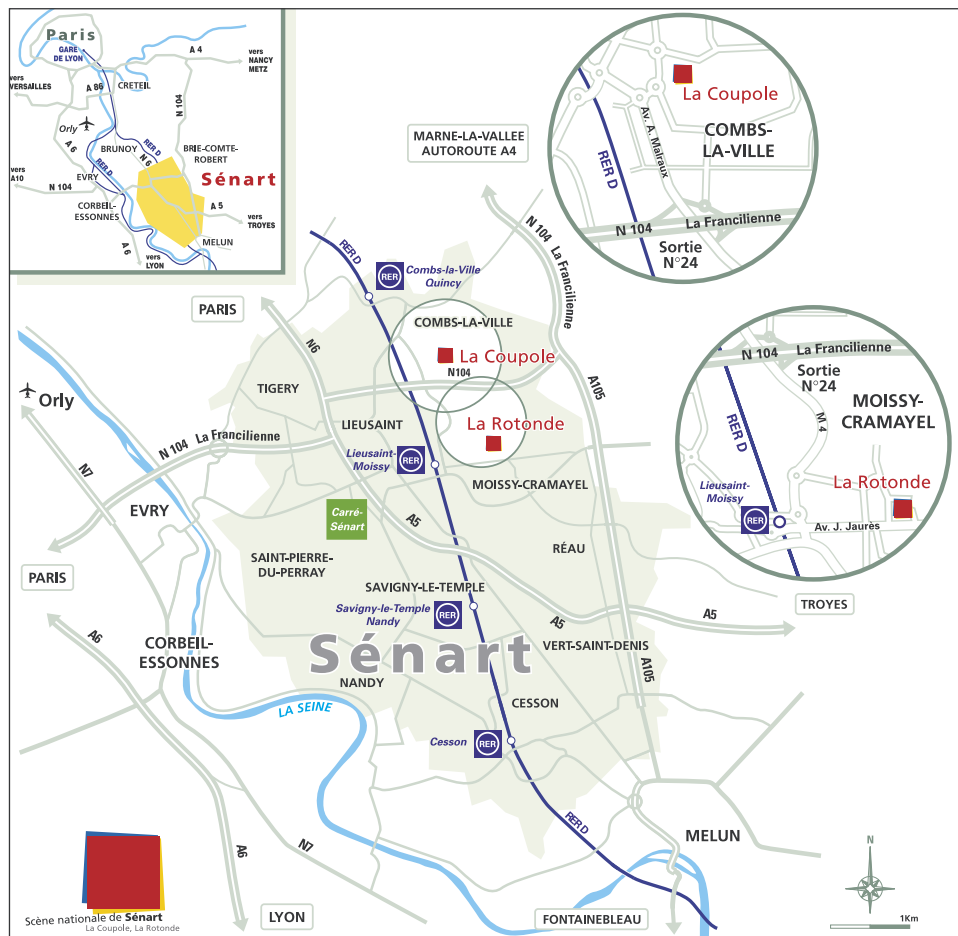 Paris
GARE
DE LYON
vers
VERSAILLES
A 86
CRETEIL
A 4
vers
NANCY
METZ
N 104
Orly
A 6
BRUNOY
N 6
RER D
RER D
BRIE-COMTE-
ROBERT
Sénart
vers
A10
N 104
EVRY
CORBEIL-
ESSONNES
A 5
vers
TROYES
MELUN
A 6
vers
LYON
La Coupole
COMBS-
LA-VILLE
Av. A. Malraux
RER D
N 104
La Francilienne
Sortie
N°24
MARNE-LA-VALLEE
AUTOROUTE A4
N 104 La Francilienne
RER D
RER
Combs-la-Ville
Quincy
PARIS
N6
COMBS-LA-VILLE
La Coupole
N104
TIGERY
A105
La Rotonde
LIEUSAINT
Lieusaint-
Moissy
RER
MOISSY-CRAMAYEL
Orly
N7
N 104 La Francilienne
EVRY
PARIS
Carré-
Sénart
A5
SAINT-PIERRE-
DU-PERRAY
RÉAU
SAVIGNY-LE-TEMPLE
Savigny-le-Temple
Nandy
RER
A5
A5
TROYES
N 104
La Francilienne
Sortie
N°24
MOISSY-
CRAMAYEL
RER D
M 4
La Rotonde
Lieusaint-
Moissy
RER
Av. J. Jaurès
A6
CORBEIL-
ESSONNES
Sénart
VERT-SAINT-DENIS
A105
NANDY
CESSON
LA SEINE
Cesson
RER
RER D
MELUN
A6
N7
LYON
FONTAINEBLEAU
N
1Km
Scène nationale de Sénart
La Coupole, La Rotonde